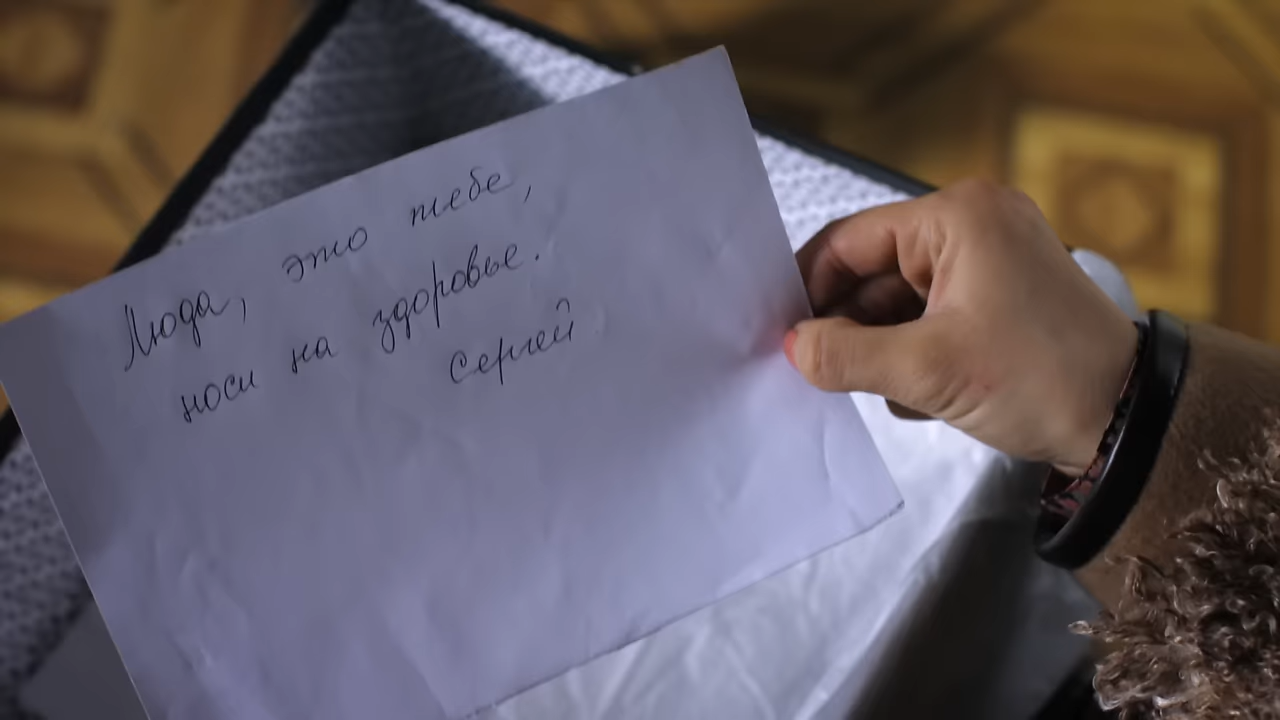 Люда, это тебе,
носи на здоровье.
Сергей